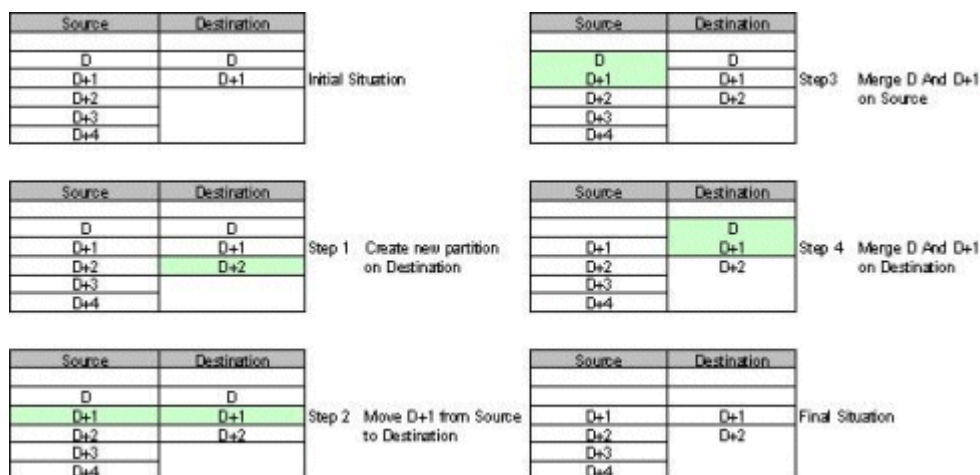 Source Destination
D D
D+1 D+1 Initial Situation
D+2
D+3
D+4
Source Destination
D D
D+1 D+1 Step 1 Create new partition
D+2 D+2 on Destination
D+3
D+4
Source Destination
D D
D+1 D+1 Step 2 Move D+1 from Source
D+2 D+2 to Destination
D+3
D+4
Source Destination
D D
D+1 D+1 Step3 Merge D And D+1
D+2 D+2 on Source
D+3
D+4
Source Destination
D
D+1 D+1 Step 4 Merge D And D+1
D+2 D+2 on Destination
D+3
D+4
Source Destination
D+1 D+1 Final Situation
D+2 D+2
D+3
D+4